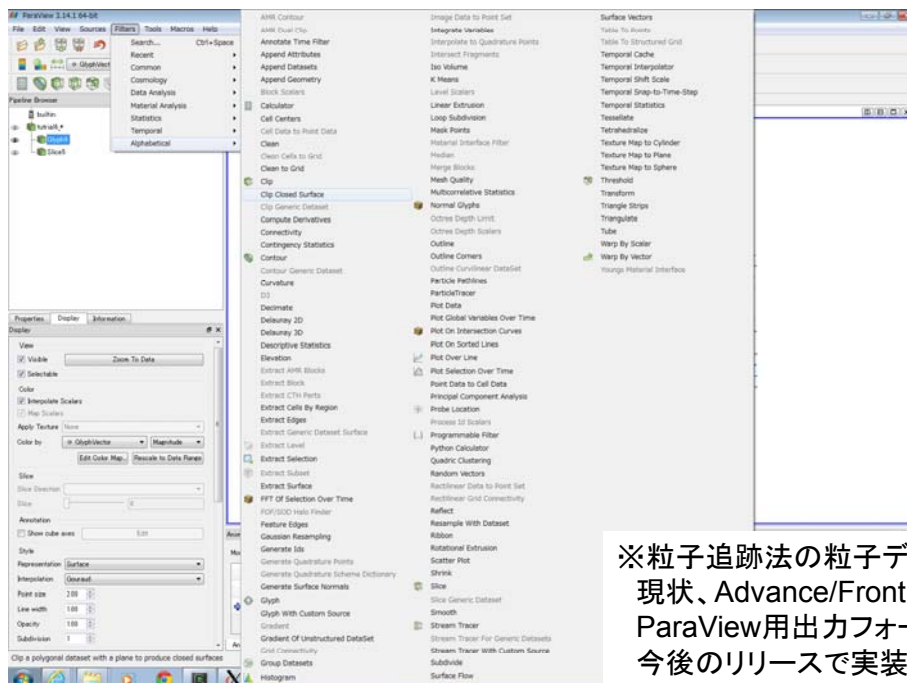 ParaView 3.14.1 64-bit
File Edit View Sources Filters Tools Macros Help
Search... Ctrl+Space
Recent
Common
Cosmology
Data Analysis
Material Analysis
Statistics
Temporal
Alphabetical
Pipeline Browser
builtin:
Slice5
Properties Display Information
Display
View
Visible Zoom To Data
Selectable
Color
Interpolate Scalars
Map Scalars
Apply Texture None
Color by GlyphVector Magnitude
Edit Color Map... Rescale to Data Range
Slice
Slice Direction
Slice
Annotation
Show cube axes Edit
Style
Representation Surface
Interpolation Gouraud
Point size 2.00
Line width 1.00
Opacity 1.00
Subdivision 1
Clip a polygonal dataset with a plane to produce closed surfaces
AMR Contour
AMR Dual Clip
Annotate Time Filter
Append Attributes
Append Datasets
Append Geometry
Block Scalars
Calculator
Cell Centers
Cell Data to Point Data
Clean
Clean Cells to Grid
Clean to Grid
Clip
Clip Closed Surface
Clip Generic Dataset
Compute Derivatives
Connectivity
Contingency Statistics
Contour
Contour Generic Dataset
Curvature
D3
Decimate
Delaunay 2D
Delaunay 3D
Descriptive Statistics
Elevation
Extract AMR Blocks
Extract Block
Extract CTH Parts
Extract Cells By Region
Extract Edges
Extract Generic Dataset Surface
Extract Level
Extract Selection
Extract Subset
Extract Surface
FFT Of Selection Over Time
FOF/SOD Halo Finder
Feature Edges
Gaussian Resampling
Generate Ids
Generate Quadrature Points
Generate Quadrature Scheme Dictionary
Generate Surface Normals
Glyph
Glyph With Custom Source
Gradient
Gradient Of Unstructured DataSet
Grid Connectivity
Group Datasets
Histogram
Image Data to Point Set
Integrate Variables
Interpolate to Quadrature Points
Intersect Fragments
Iso Volume
K Means
Level Scalars
Linear Extrusion
Loop Subdivision
Mask Points
Material Interface Filter
Median
Merge Blocks
Mesh Quality
Multicorrelative Statistics
Normal Glyphs
Octree Depth Limit
Octree Depth Scalars
Outline
Outline Corners
Outline Curvilinear DataSet
Particle Pathlines
ParticleTracer
Plot Data
Plot Global Variables Over Time
Plot On Intersection Curves
Plot On Sorted Lines
Plot Over Line
Plot Selection Over Time
Point Data to Cell Data
Principal Component Analysis
Probe Location
Process Id Scalars
Programmable Filter
Python Calculator
Quadric Clustering
Random Vectors
Rectilinear Data to Point Set
Rectilinear Grid Connectivity
Reflect
Resample With Dataset
Ribbon
Rotational Extrusion
Scatter Plot
Shrink
Slice
Slice Generic Dataset
Smooth
Stream Tracer
Stream Tracer For Generic Datasets
Stream Tracer With Custom Source
Subdivide
Surface Flow
Surface Vectors
Table To Points
Table To Structured Grid
Temporal Cache
Temporal Interpolator
Temporal Shift Scale
Temporal Snap-to-Time-Step
Temporal Statistics
Tessellate
Tetrahedralize
Texture Map to Cylinder
Texture Map to Plane
Texture Map to Sphere
Threshold
Transform
Triangle Strips
Triangulate
Tube
Warp By Scalar
Warp By Vector
Youngs Material Interface
※粒子追跡法の粒子デ
現状、Advance/Front
ParaView用出力フォー
今後のリリースで実装